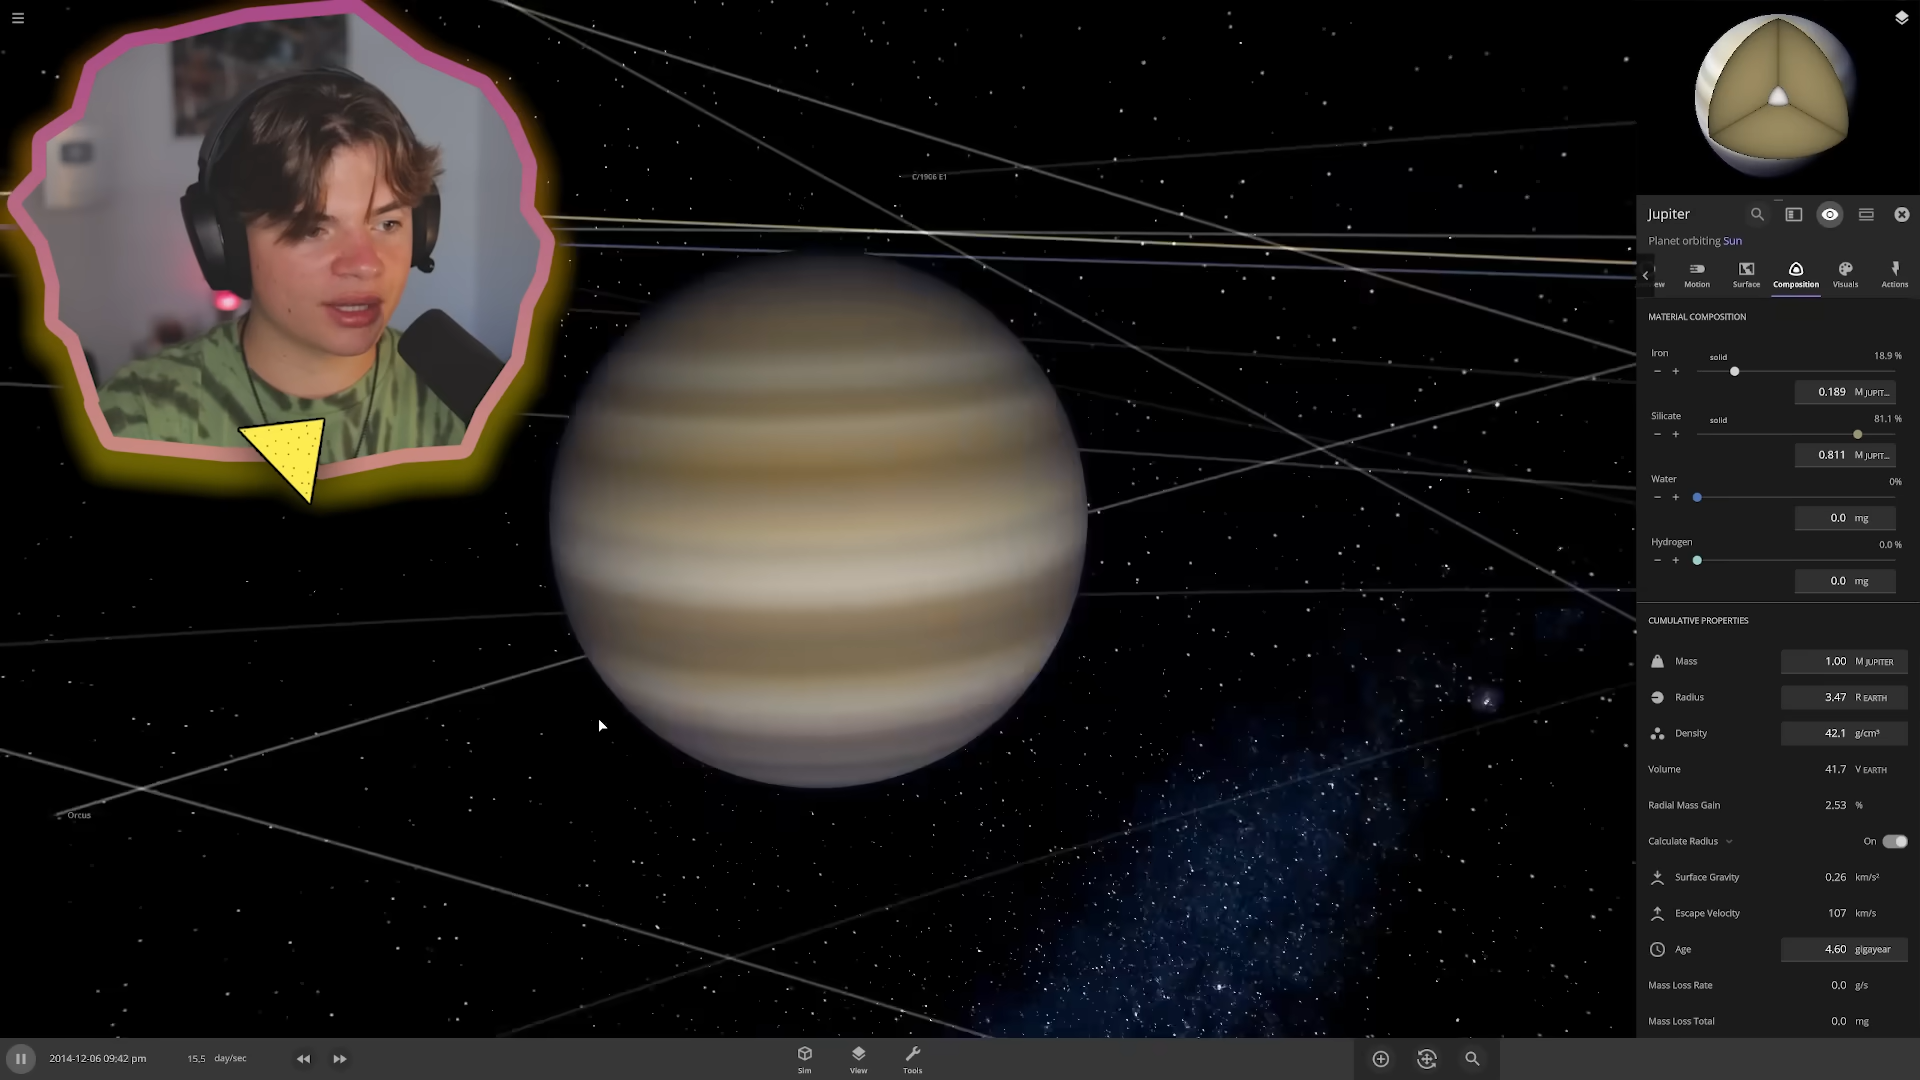 C/1906 E1
Orcus
Jupiter
Planet orbiting Sun
ew Motion Surface Composition Visuals Actions
MATERIAL COMPOSITION
Iron solid 18.9 %
− +
0.189 M JUPIT...
Silicate solid 81.1 %
− +
0.811 M JUPIT...
Water 0%
− +
0.0 mg
Hydrogen 0.0 %
− +
0.0 mg
CUMULATIVE PROPERTIES
Mass 1.00 M JUPITER
Radius 3.47 R EARTH
Density 42.1 g/cm³
Volume 41.7 V EARTH
Radial Mass Gain 2.53 %
Calculate Radius On
Surface Gravity 0.26 km/s²
Escape Velocity 107 km/s
Age 4.60 gigayear
Mass Loss Rate 0.0 g/s
Mass Loss Total 0.0 mg
2014-12-06 09:42 pm 15.5 day/sec Sim View Tools